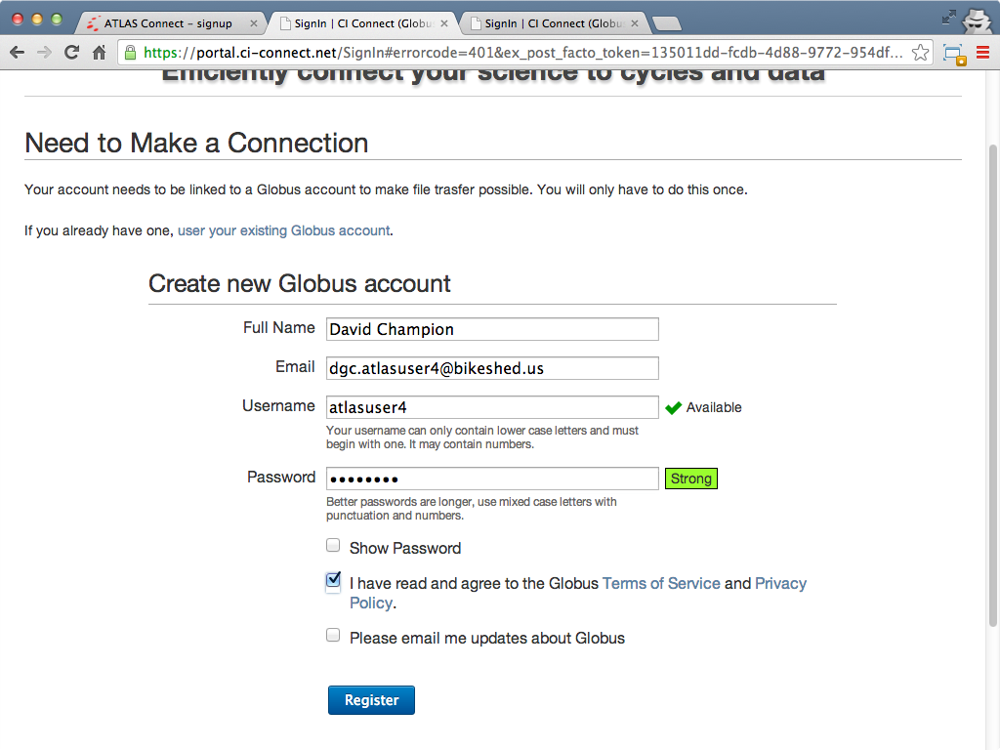 ATLAS Connect – signup
SignIn | CI Connect (Globu
SignIn | CI Connect (Globu
https://portal.ci-connect.net/SignIn#errorcode=401&ex_post_facto_token=135011dd-fcdb-4d88-9772-954df...
Efficiently connect your science to cycles and data
Need to Make a Connection
Your account needs to be linked to a Globus account to make file trasfer possible. You will only have to do this once.
If you already have one, user your existing Globus account.
Create new Globus account
Full Name David Champion
Email dgc.atlasuser4@bikeshed.us
Username atlasuser4 Available
Your username can only contain lower case letters and must
begin with one. It may contain numbers.
Password •••••••• Strong
Better passwords are longer, use mixed case letters with
punctuation and numbers.
Show Password
I have read and agree to the Globus Terms of Service and Privacy
Policy.
Please email me updates about Globus
Register